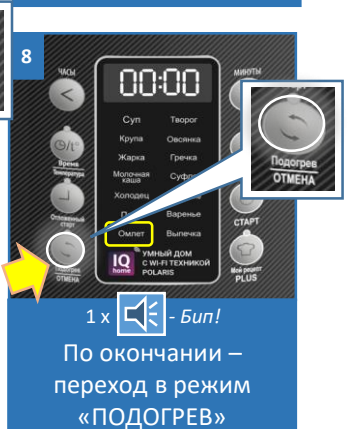 8
ЧАСЫ
00:00
МИНУТЫ
Суп Творог
Крупа Овсянка
Жарка Гречка
Молочная каша
Холодец
Варенье
Омлет Выпечка
Время
Температура
Отложенный
старт
Подогрев
ОТМЕНА
Подогрев
ОТМЕНА
СТАРТ
IQ
home
УМНЫЙ ДОМ
С WI-FI ТЕХНИКОЙ
POLARIS
Мой рецепт
PLUS
1 x - Бип!
По окончании –
переход в режим
«ПОДОГРЕВ»